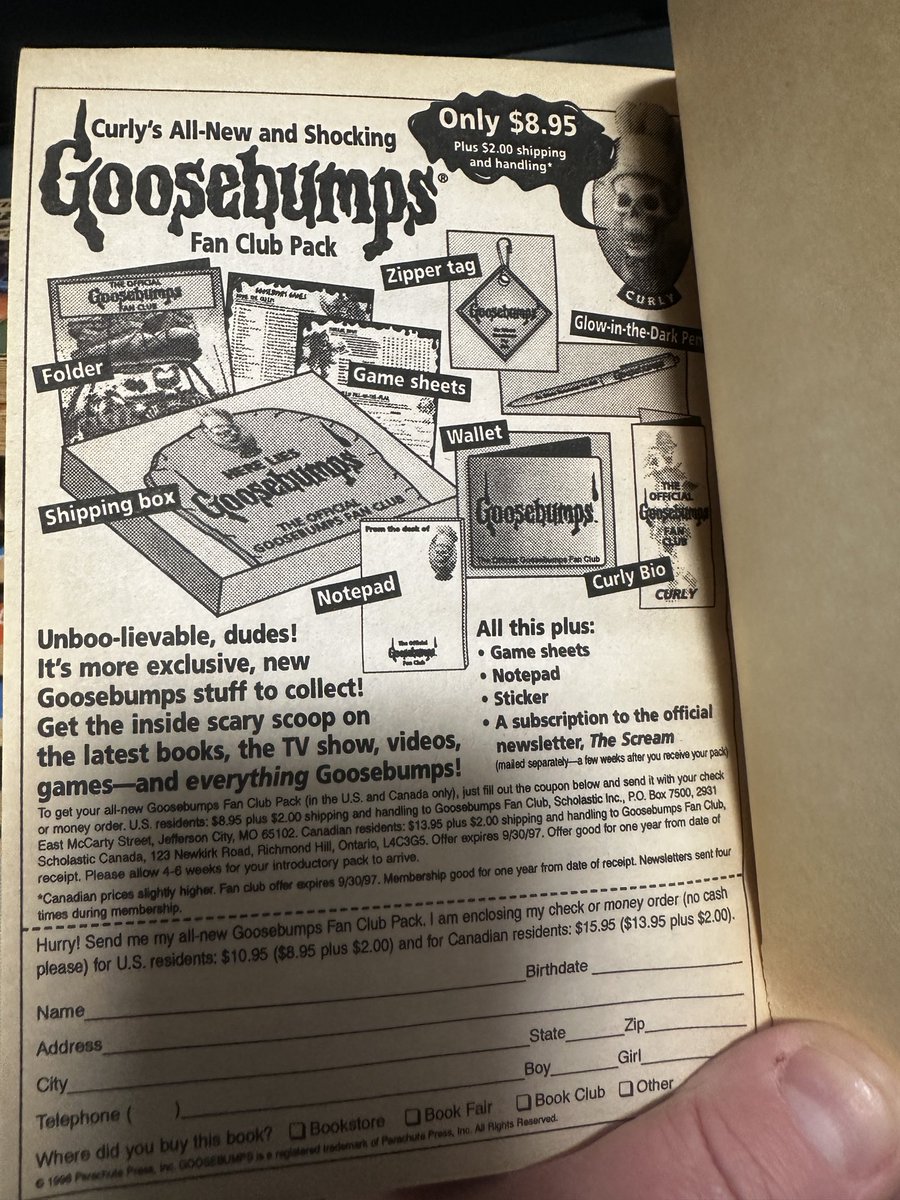 Curly's All-New and Shocking
Goosebumps®
Fan Club Pack
Only $8.95
Plus $2.00 shipping
and handling*
CURLY
Zipper tag
Goosebumps
Glow-in-the-Dark
THE OFFICIAL
Goosebumps
FAN CLUB
GOOSEBUMPS GAMES
Folder
Game sheets
Wallet
Shipping box
HERE LIES
Goosebumps
THE OFFICIAL
GOOSEBUMPS FAN CLUB
From the desk of
Notepad
The Official
Goosebumps
Fan Club
Goosebumps
The Official Goosebumps Fan Club
THE
OFFICIAL
Goosebumps
FAN
CLUB
Curly Bio
CURLY
Unboo-lievable, dudes!
It's more exclusive, new
Goosebumps stuff to collect!
Get the inside scary scoop on
the latest books, the TV show, videos,
games—and everything Goosebumps!
All this plus:
• Game sheets
• Notepad
• Sticker
• A subscription to the official
newsletter, The Scream
(mailed separately—a few weeks after you receive your pack)
To get your all-new Goosebumps Fan Club Pack (in the U.S. and Canada only), just fill out the coupon below and send it with your check
or money order. U.S. residents: $8.95 plus $2.00 shipping and handling to Goosebumps Fan Club, Scholastic Inc., P.O. Box 7500, 2931
East McCarty Street, Jefferson City, MO 65102. Canadian residents: $13.95 plus $2.00 shipping and handling to Goosebumps Fan Club,
Scholastic Canada, 123 Newkirk Road, Richmond Hill, Ontario, L4C3G5. Offer expires 9/30/97. Offer good for one year from date of
receipt. Please allow 4-6 weeks for your introductory pack to arrive.
*Canadian prices slightly higher. Fan club offer expires 9/30/97. Membership good for one year from date of receipt. Newsletters sent four
times during membership.
Hurry! Send me my all-new Goosebumps Fan Club Pack. I am enclosing my check or money order (no cash
please) for U.S. residents: $10.95 ($8.95 plus $2.00) and for Canadian residents: $15.95 ($13.95 plus $2.00).
Name Birthdate
Address
City State Zip
Telephone ( ) Boy Girl
Where did you buy this book? ❏ Bookstore ❏ Book Fair ❏ Book Club ❏ Other
© 1996 Parachute Press, Inc. GOOSEBUMPS is a registered trademark of Parachute Press, Inc. All Rights Reserved.